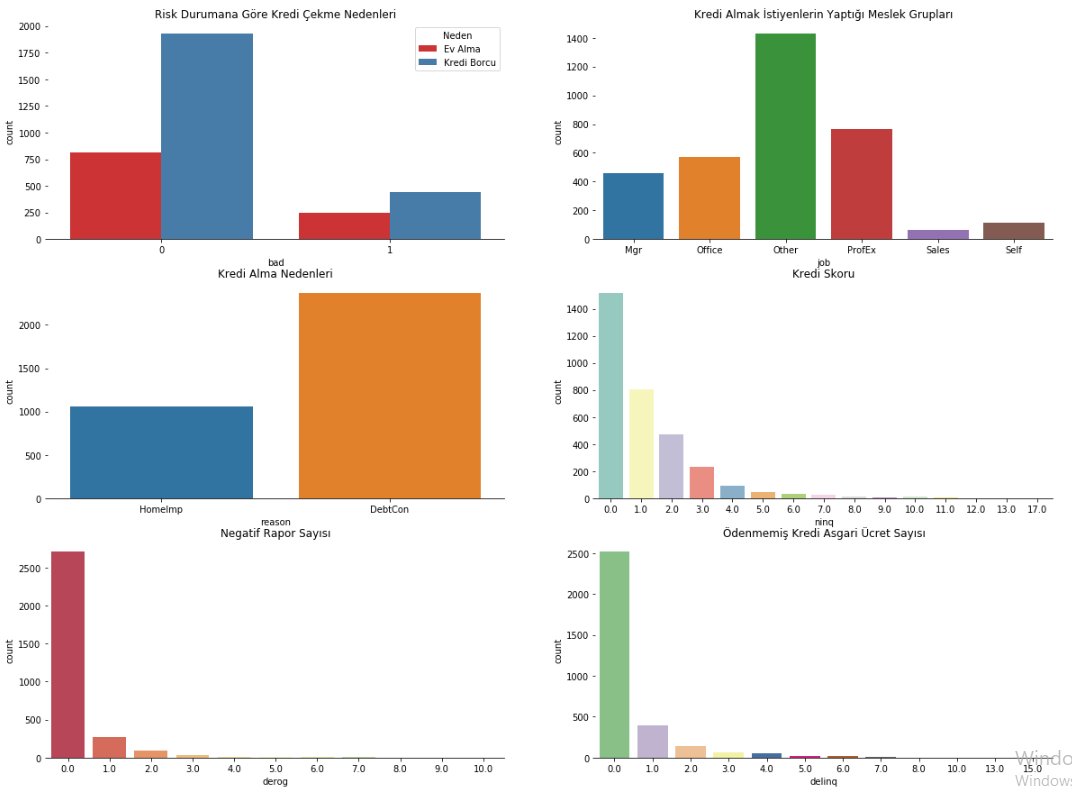 Risk Durumana Göre Kredi Çekme Nedenleri
Neden
Ev Alma
Kredi Borcu
2000
1750
1500
1250
1000
750
500
250
0
count
0 1
bad
Kredi Almak İstiyenlerin Yaptığı Meslek Grupları
1400
1200
1000
800
600
400
200
0
count
Mgr Office Other ProfEx Sales Self
job
Kredi Alma Nedenleri
2000
1500
1000
500
0
count
HomeImp DebtCon
reason
Kredi Skoru
1400
1200
1000
800
600
400
200
0
count
0.0 1.0 2.0 3.0 4.0 5.0 6.0 7.0 8.0 9.0 10.0 11.0 12.0 13.0 17.0
ninq
Negatif Rapor Sayısı
2500
2000
1500
1000
500
0
count
0.0 1.0 2.0 3.0 4.0 5.0 6.0 7.0 8.0 9.0 10.0
derog
Ödenmemiş Kredi Asgari Ücret Sayısı
2500
2000
1500
1000
500
0
count
0.0 1.0 2.0 3.0 4.0 5.0 6.0 7.0 8.0 10.0 13.0 15.0
delinq
Windo
Windows